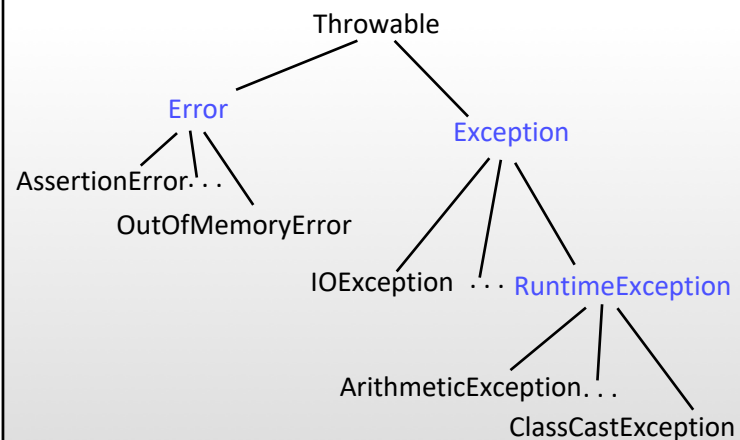 Throwable
Error
Exception
AssertionError. . .
OutOfMemoryError
IOException . . . RuntimeException
ArithmeticException. . .
ClassCastException